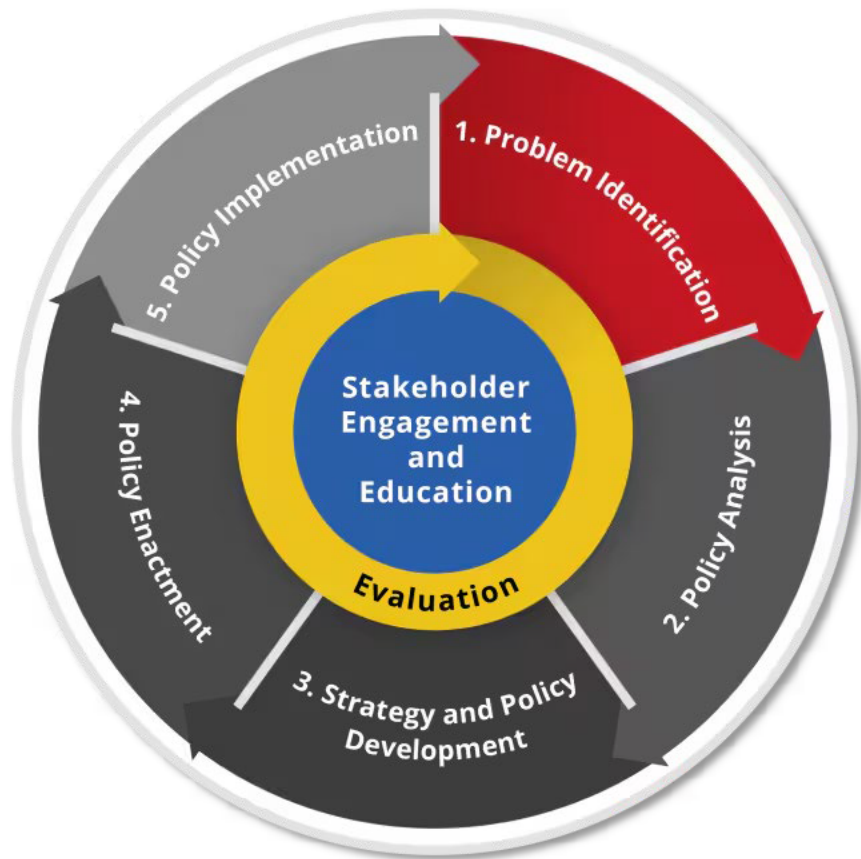 1. Problem Identification
2. Policy Analysis
3. Strategy and Policy
Development
4. Policy Enactment
5. Policy Implementation
Stakeholder
Engagement
and
Education
Evaluation